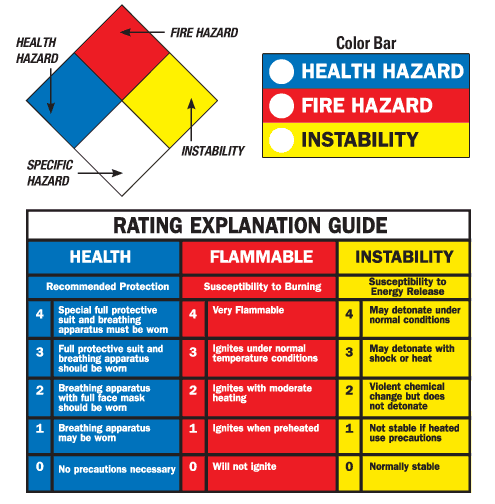 HEALTH
HAZARD
FIRE HAZARD
INSTABILITY
SPECIFIC
HAZARD
Color Bar
HEALTH HAZARD
FIRE HAZARD
INSTABILITY
RATING EXPLANATION GUIDE
HEALTH
FLAMMABLE
INSTABILITY
Recommended Protection
Susceptibility to Burning
Susceptibility to
Energy Release
4
Special full protective
suit and breathing
apparatus must be worn
4
Very Flammable
4
May detonate under
normal conditions
3
Full protective suit and
breathing apparatus
should be worn
3
Ignites under normal
temperature conditions
3
May detonate with
shock or heat
2
Breathing apparatus
with full face mask
should be worn
2
Ignites with moderate
heating
2
Violent chemical
change but does
not detonate
1
Breathing apparatus
may be worn
1
Ignites when preheated
1
Not stable if heated
use precautions
0
No precautions necessary
0
Will not ignite
0
Normally stable